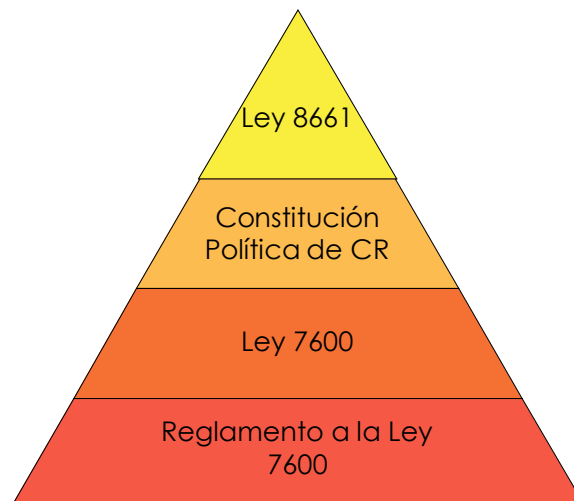 Ley 8661
Constitución
Política de CR
Ley 7600
Reglamento a la Ley
7600